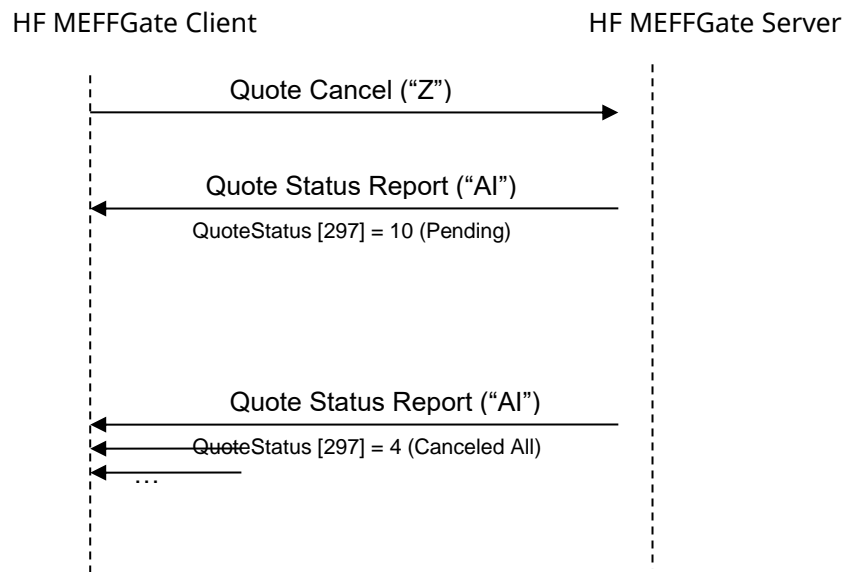 HF MEFFGate Client
HF MEFFGate Server
Quote Cancel (“Z”)
Quote Status Report (“AI”)
QuoteStatus [297] = 10 (Pending)
Quote Status Report (“AI”)
QuoteStatus [297] = 4 (Canceled All)
…